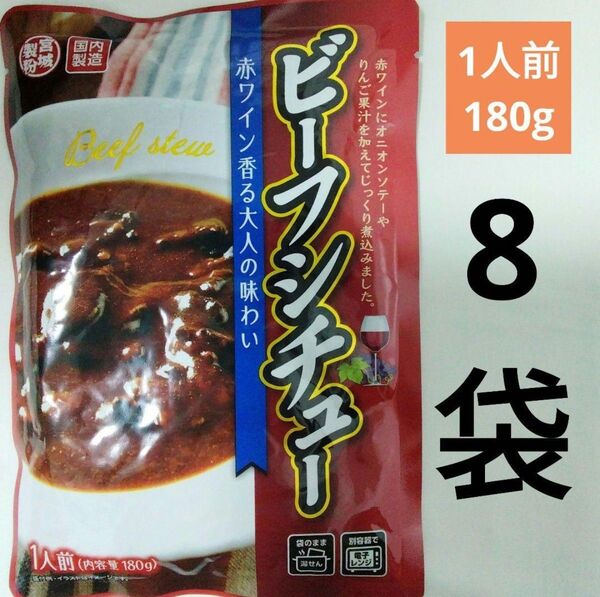 宮城
製粉
国内
製造
Beef stew
赤ワイン香る大人の味わい
ビーフシチュー
赤ワインにオニオンソテーや
りんご果汁を加えてじっくり煮込みました。
1人前(内容量180g)
袋のまま
湯せん
別容器で
電子
レンジ
1人前
180g
8
袋